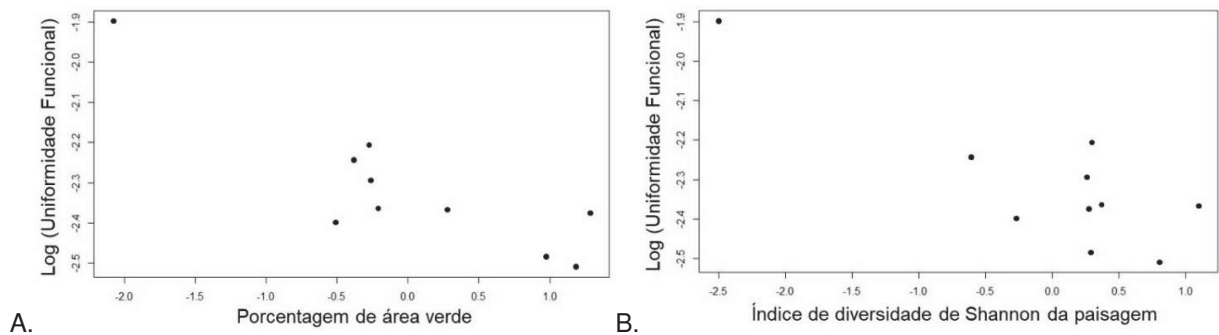 Log (Uniformidade Funcional)
-1.9
-2.0
-2.1
-2.2
-2.3
-2.4
-2.5
-2.0 -1.5 -1.0 -0.5 0.0 0.5 1.0
Porcentagem de área verde
A.
Log (Uniformidade Funcional)
-1.9
-2.0
-2.1
-2.2
-2.3
-2.4
-2.5
-2.5 -2.0 -1.5 -1.0 -0.5 0.0 0.5 1.0
Índice de diversidade de Shannon da paisagem
B.